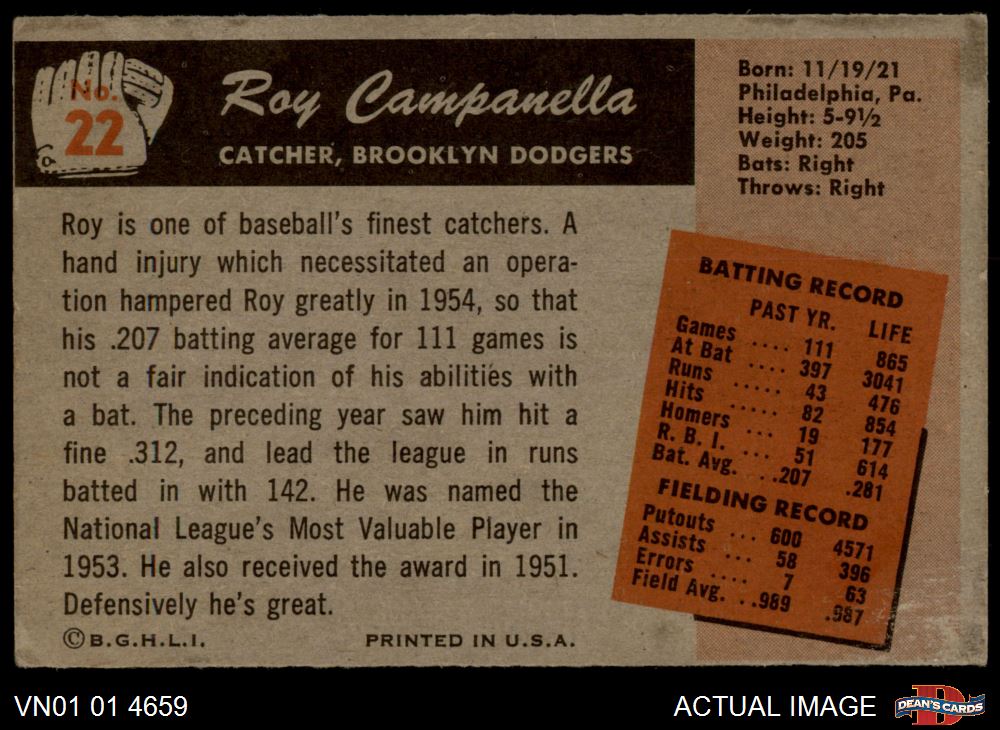 No.
22
Roy Campanella
CATCHER, BROOKLYN DODGERS
Born: 11/19/21
Philadelphia, Pa.
Height: 5-9½
Weight: 205
Bats: Right
Throws: Right
Roy is one of baseball's finest catchers. A
hand injury which necessitated an opera-
tion hampered Roy greatly in 1954, so that
his .207 batting average for 111 games is
not a fair indication of his abilities with
a bat. The preceding year saw him hit a
fine .312, and lead the league in runs
batted in with 142. He was named the
National League's Most Valuable Player in
1953. He also received the award in 1951.
Defensively he's great.
©B.G.H.L.I. PRINTED IN U.S.A.
BATTING RECORD
PAST YR. LIFE
Games .... 111 865
At Bat .... 397 3041
Runs ..... 43 476
Hits ..... 82 854
Homers ... 19 177
R. B. I. ... 51 614
Bat. Avg. ..207 .281
FIELDING RECORD
Putouts ... 600 4571
Assists ... 58 396
Errors .... 7 63
Field Avg. ..989 .987
VN01 01 4659
ACTUAL IMAGE
D
DEAN'S CARDS